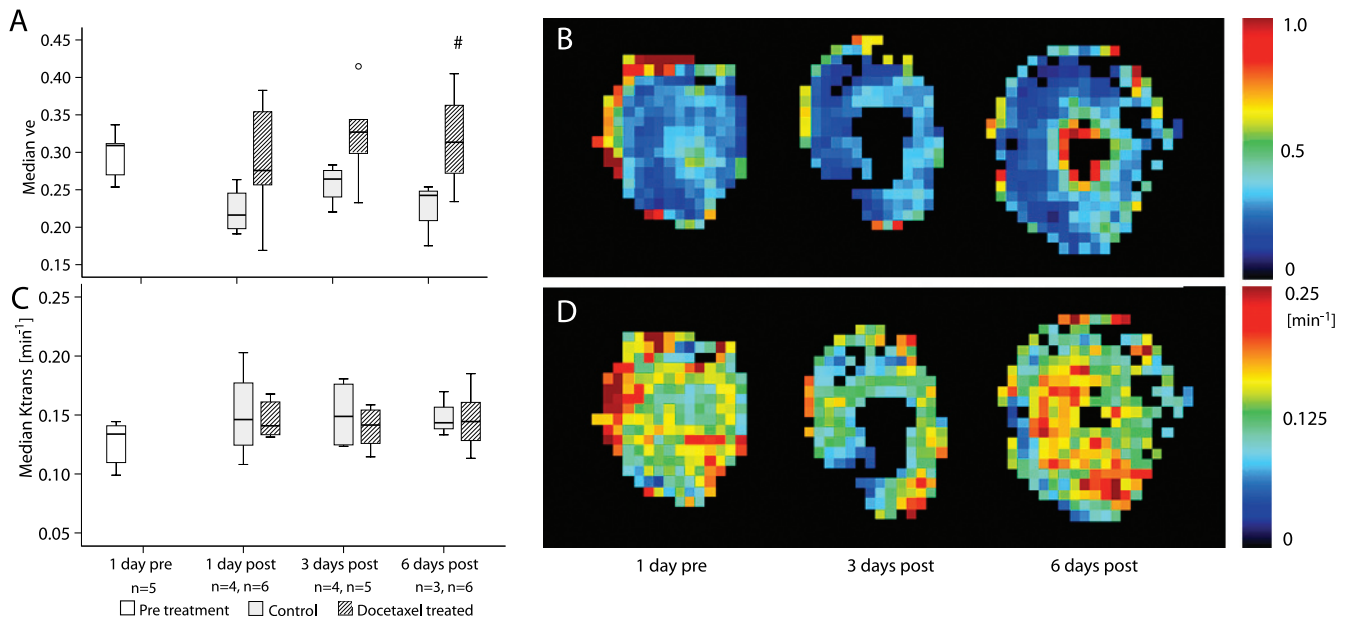 A
Median ve
0.45
0.40
0.35
0.30
0.25
0.20
0.15
#
B
1.0
0.5
0
C
Median Ktrans [min⁻¹]
0.25
0.20
0.15
0.10
0.05
1 day pre
1 day post
3 days post
6 days post
n=5
n=4, n=6
n=4, n=5
n=3, n=6
Pre treatment
Control
Docetaxel treated
D
0.25
[min⁻¹]
0.125
0
1 day pre
3 days post
6 days post